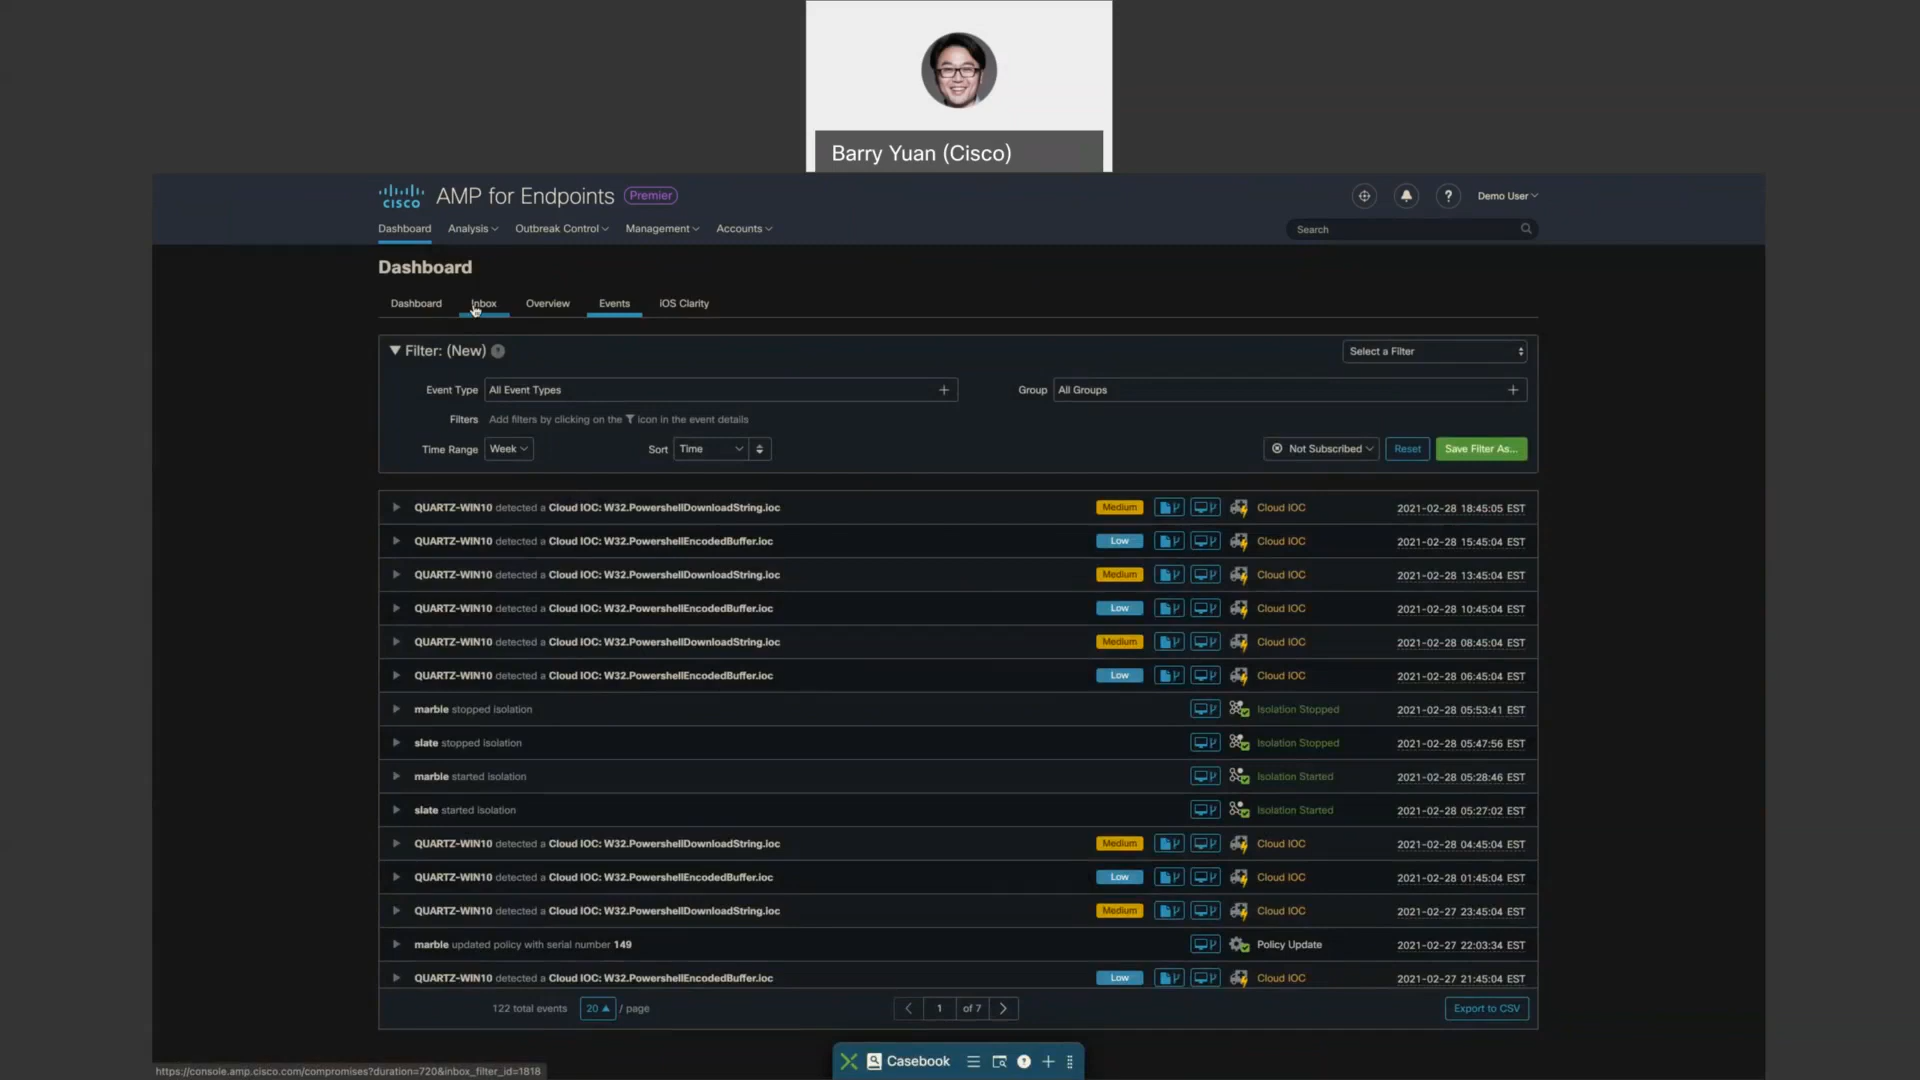 Barry Yuan (Cisco)
CISCO AMP for Endpoints Premier
? Demo User
Dashboard Analysis Outbreak Control Management Accounts
Search
Dashboard
Dashboard Inbox Overview Events iOS Clarity
Filter: (New) ?
Select a Filter
Event Type All Event Types +
Group All Groups +
Filters Add filters by clicking on the icon in the event details
Time Range Week Sort Time
Not Subscribed Reset Save Filter As...
QUARTZ-WIN10 detected a Cloud IOC: W32.PowershellDownloadString.ioc Medium Cloud IOC 2021-02-28 18:45:05 EST
QUARTZ-WIN10 detected a Cloud IOC: W32.PowershellEncodedBuffer.ioc Low Cloud IOC 2021-02-28 15:45:04 EST
QUARTZ-WIN10 detected a Cloud IOC: W32.PowershellDownloadString.ioc Medium Cloud IOC 2021-02-28 13:45:04 EST
QUARTZ-WIN10 detected a Cloud IOC: W32.PowershellEncodedBuffer.ioc Low Cloud IOC 2021-02-28 10:45:04 EST
QUARTZ-WIN10 detected a Cloud IOC: W32.PowershellDownloadString.ioc Medium Cloud IOC 2021-02-28 08:45:04 EST
QUARTZ-WIN10 detected a Cloud IOC: W32.PowershellEncodedBuffer.ioc Low Cloud IOC 2021-02-28 06:45:04 EST
marble stopped isolation Isolation Stopped 2021-02-28 05:53:41 EST
slate stopped isolation Isolation Stopped 2021-02-28 05:47:56 EST
marble started isolation Isolation Started 2021-02-28 05:28:46 EST
slate started isolation Isolation Started 2021-02-28 05:27:02 EST
QUARTZ-WIN10 detected a Cloud IOC: W32.PowershellDownloadString.ioc Medium Cloud IOC 2021-02-28 04:45:04 EST
QUARTZ-WIN10 detected a Cloud IOC: W32.PowershellEncodedBuffer.ioc Low Cloud IOC 2021-02-28 01:45:04 EST
QUARTZ-WIN10 detected a Cloud IOC: W32.PowershellDownloadString.ioc Medium Cloud IOC 2021-02-27 23:45:04 EST
marble updated policy with serial number 149 Policy Update 2021-02-27 22:03:34 EST
QUARTZ-WIN10 detected a Cloud IOC: W32.PowershellEncodedBuffer.ioc Low Cloud IOC 2021-02-27 21:45:04 EST
122 total events 20 / page
1 of 7
Export to CSV
Casebook
https://console.amp.cisco.com/compromises?duration=720&inbox_filter_id=1818